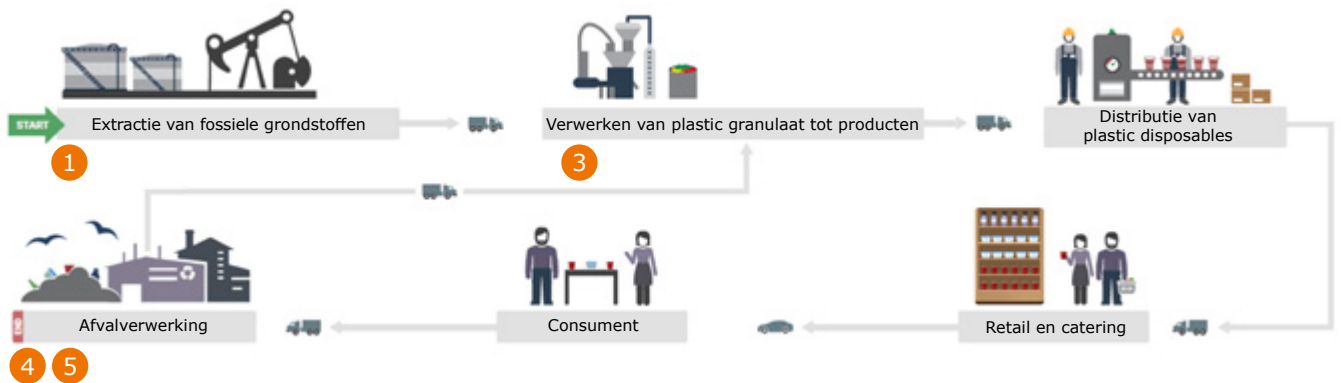 START
Extractie van fossiele grondstoffen
Verwerken van plastic granulaat tot producten
Distributie van
plastic disposables
1
3
END
Afvalverwerking
Consument
Retail en catering
4
5